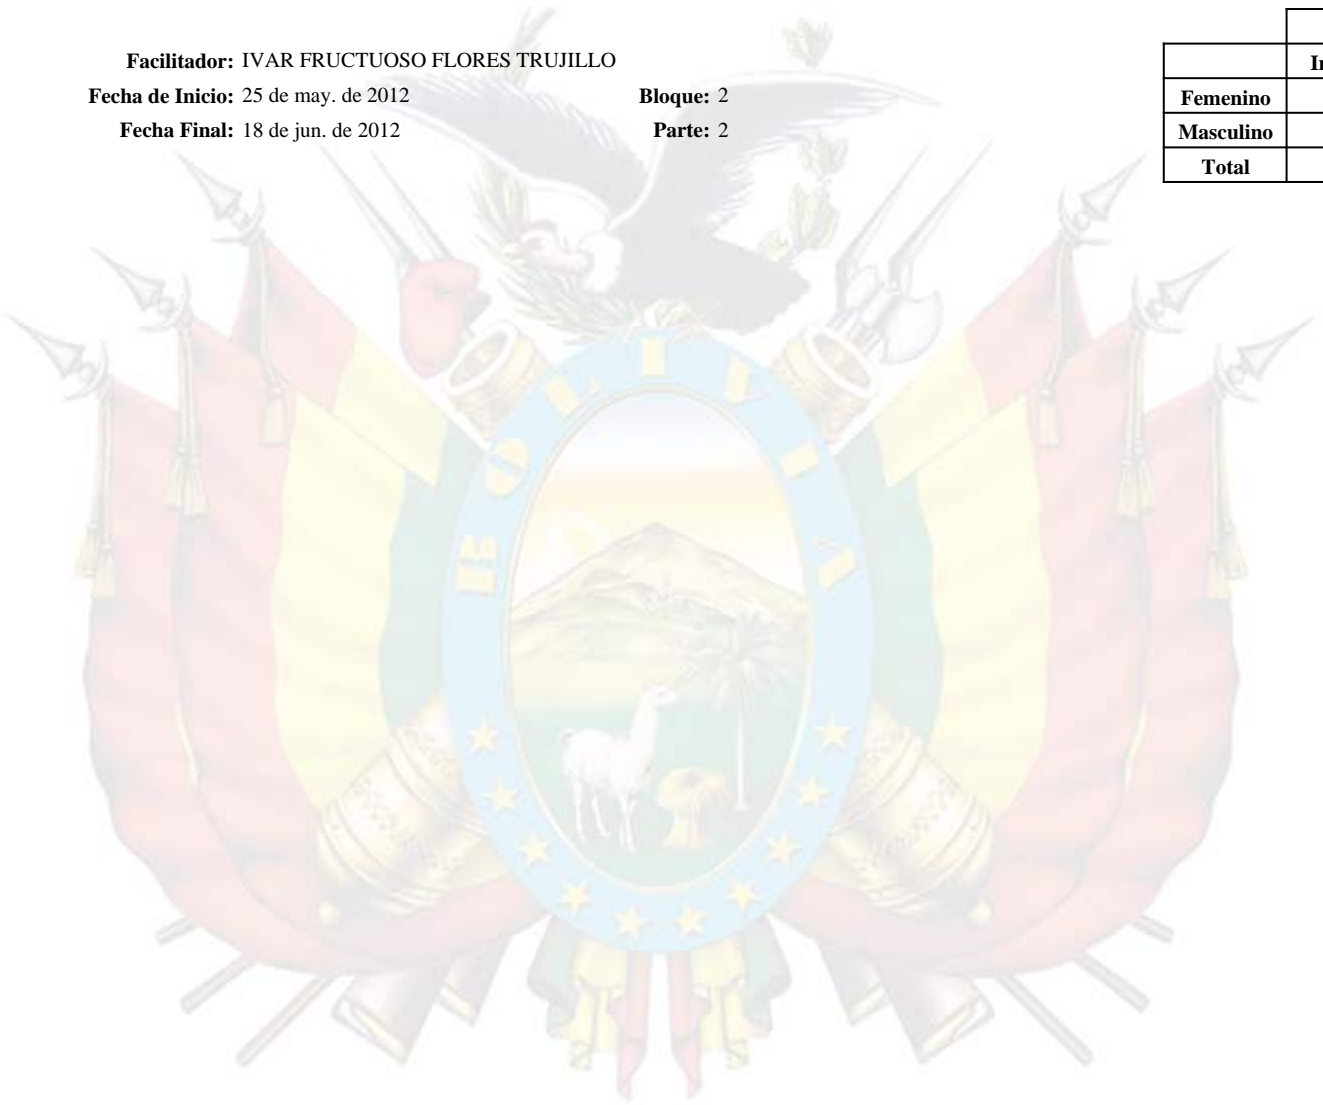 Facilitador: IVAR FRUCTUOSO FLORES TRUJILLO
Fecha de Inicio: 25 de may. de 2012 Bloque: 2
Fecha Final: 18 de jun. de 2012 Parte: 2
Femenino
Masculino
Total
BOLIVIA